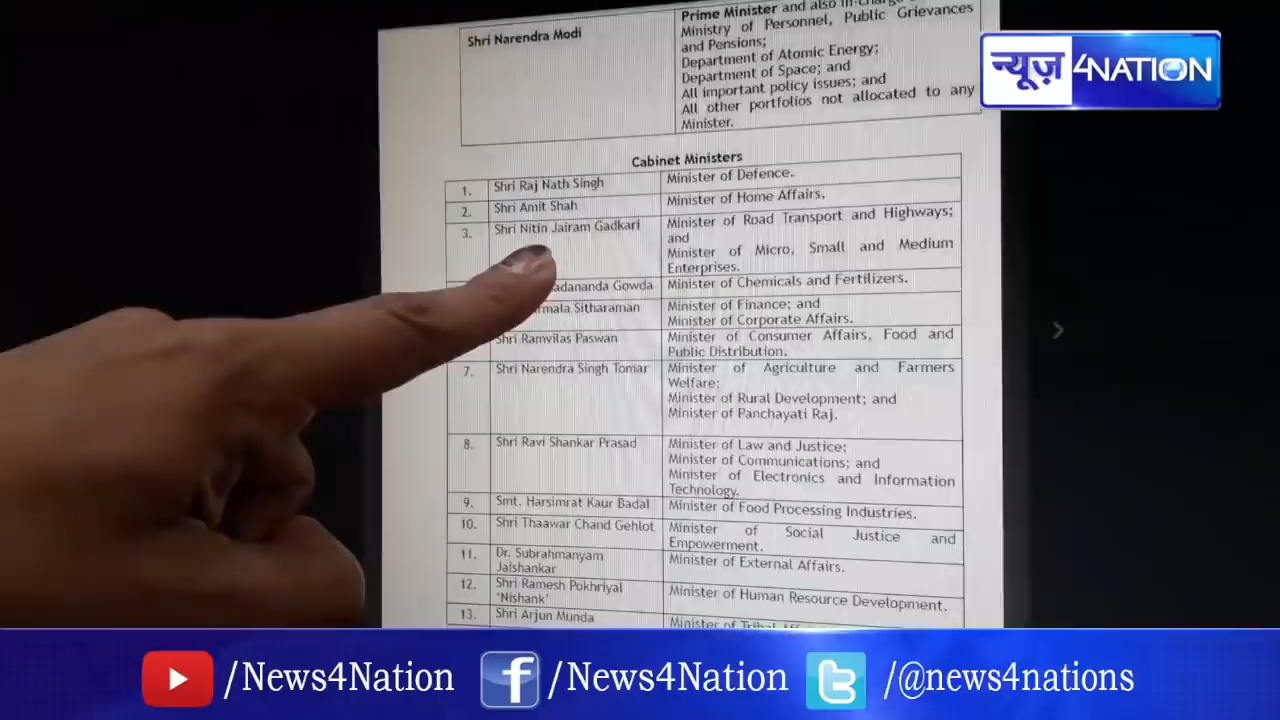 Shri Narendra Modi
Prime Minister and also in
Ministry of Personnel, Public Grievances
and Pensions;
Department of Atomic Energy;
Department of Space; and
All important policy issues; and
All other portfolios not allocated to any
Minister.
न्यूज़ 4NATION
Cabinet Ministers
1. Shri Raj Nath Singh Minister of Defence.
2. Shri Amit Shah Minister of Home Affairs.
3. Shri Nitin Jairam Gadkari Minister of Road Transport and Highways;
and
Minister of Micro, Small and Medium
Enterprises.
Gowda Minister of Chemicals and Fertilizers.
Sitharaman Minister of Finance; and
Minister of Corporate Affairs.
Shri Ramvilas Paswan Minister of Consumer Affairs, Food and
Public Distribution.
7. Shri Narendra Singh Tomar Minister of Agriculture and Farmers
Welfare;
Minister of Rural Development; and
Minister of Panchayati Raj.
8. Shri Ravi Shankar Prasad Minister of Law and Justice;
Minister of Communications; and
Minister of Electronics and Information
Technology.
9. Smt. Harsimrat Kaur Badal Minister of Food Processing Industries.
10. Shri Thaawar Chand Gehlot Minister of Social Justice and
Empowerment.
11. Dr. Subrahmanyam
Jaishankar Minister of External Affairs.
12. Shri Ramesh Pokhriyal
'Nishank' Minister of Human Resource Development.
13. Shri Arjun Munda Minister of
/News4Nation
/News4Nation
/@news4nations